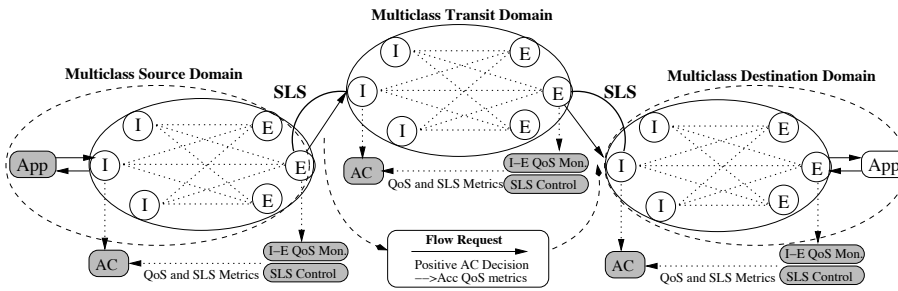 Multiclass Transit Domain
Multiclass Source Domain
SLS
SLS
Multiclass Destination Domain
I
E
I
E
I
E
I
E
I
E
I
E
App
I
E
I
E
App
I
E
I
E
AC
I–E QoS Mon.
QoS and SLS Metrics
SLS Control
AC
I–E QoS Mon.
QoS and SLS Metrics
SLS Control
Flow Request
Positive AC Decision
—>Acc QoS metrics
AC
I–E QoS Mon.
QoS and SLS Metrics
SLS Control